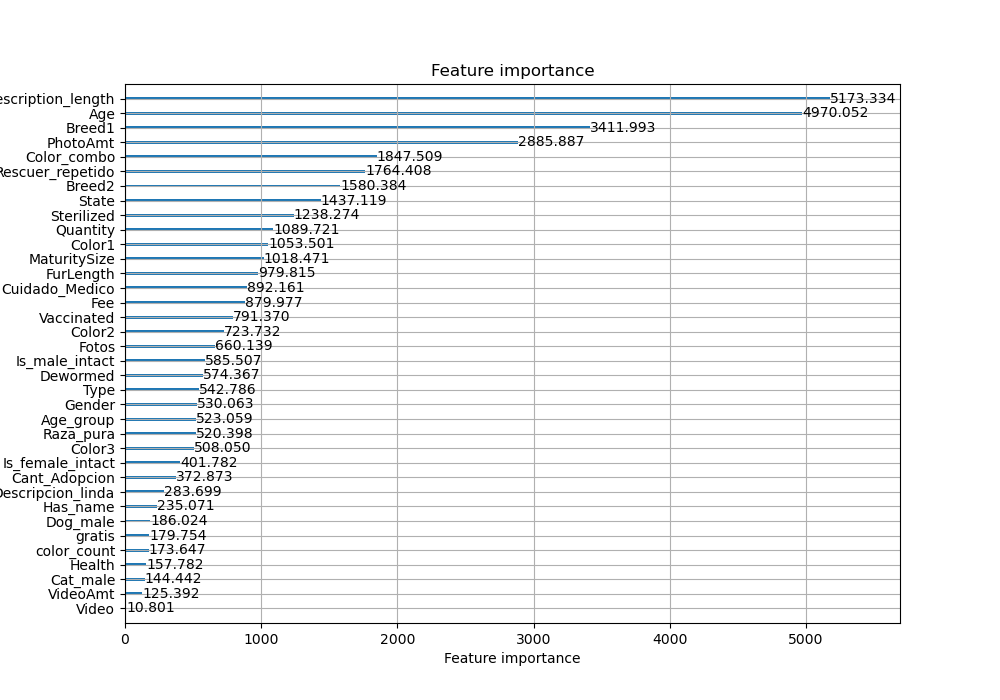 Feature importance
escription_length 5173.334
Age 4970.052
Breed1 3411.993
PhotoAmt 2885.887
Color_combo 1847.509
Rescuer_repetido 1764.408
Breed2 1580.384
State 1437.119
Sterilized 1238.274
Quantity 1089.721
Color1 1053.501
MaturitySize 1018.471
FurLength 979.815
Cuidado_Medico 892.161
Fee 879.977
Vaccinated 791.370
Color2 723.732
Fotos 660.139
Is_male_intact 585.507
Dewormed 574.367
Type 542.786
Gender 530.063
Age_group 523.059
Raza_pura 520.398
Color3 508.050
Is_female_intact 401.782
Cant_Adopcion 372.873
Descripcion_linda 283.699
Has_name 235.071
Dog_male 186.024
gratis 179.754
color_count 173.647
Health 157.782
Cat_male 144.442
VideoAmt 125.392
Video 10.801
0 1000 2000 3000 4000 5000
Feature importance